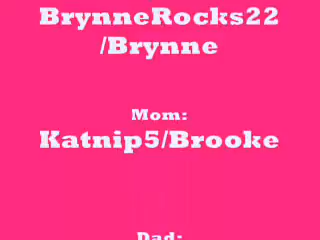 BrynneRocks22
/Brynne
Mom:
Katnip5/Brooke
Dad: